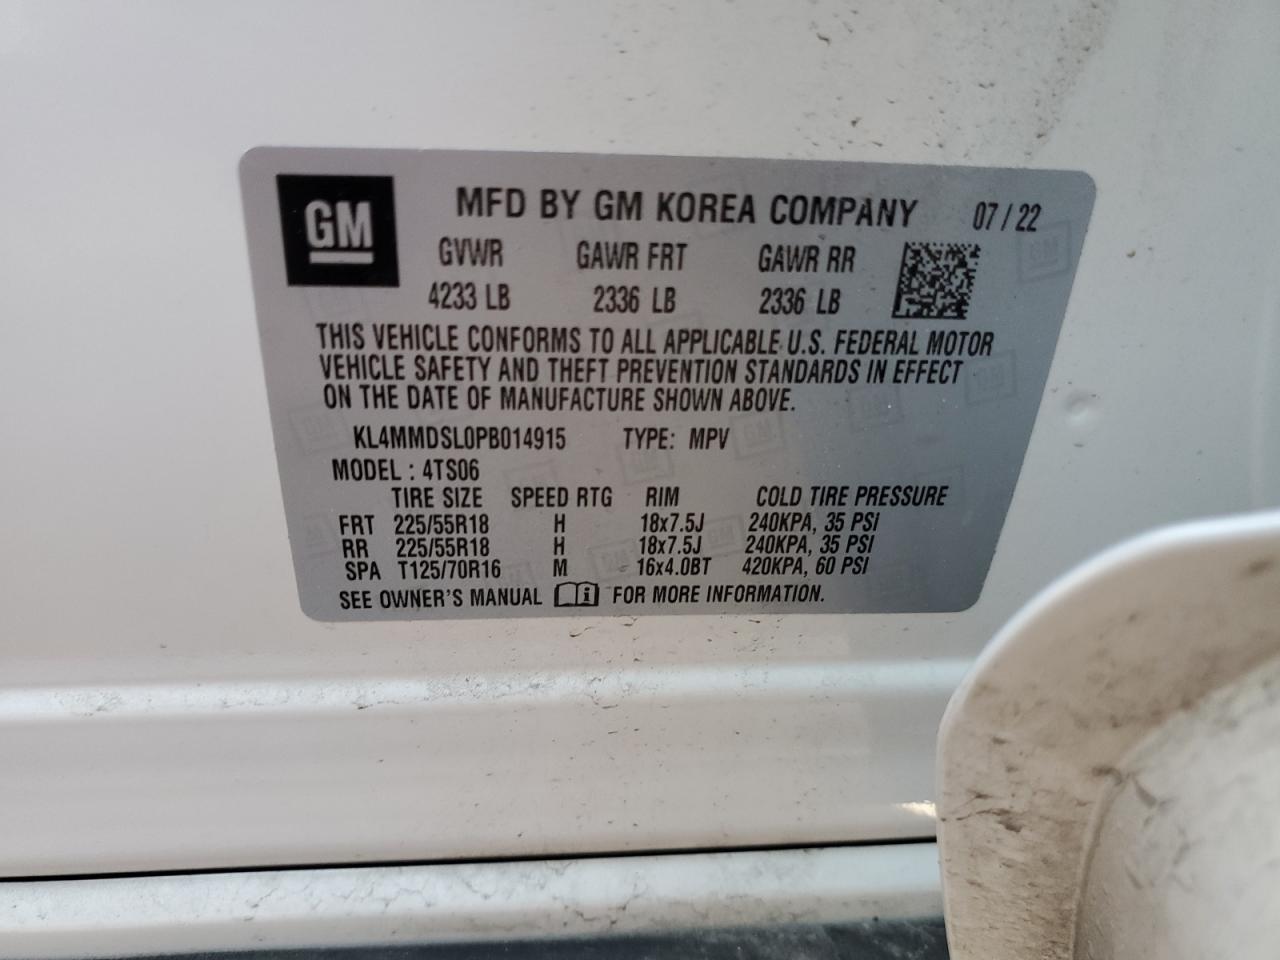 GM
MFD BY GM KOREA COMPANY 07/22
GVWR GAWR FRT GAWR RR
4233 LB 2336 LB 2336 LB
THIS VEHICLE CONFORMS TO ALL APPLICABLE U.S. FEDERAL MOTOR
VEHICLE SAFETY AND THEFT PREVENTION STANDARDS IN EFFECT
ON THE DATE OF MANUFACTURE SHOWN ABOVE.
KL4MMDSL0PB014915 TYPE: MPV
MODEL : 4TS06
TIRE SIZE SPEED RTG RIM COLD TIRE PRESSURE
FRT 225/55R18 H 18x7.5J 240KPA, 35 PSI
RR 225/55R18 H 18x7.5J 240KPA, 35 PSI
SPA T125/70R16 M 16x4.0BT 420KPA, 60 PSI
SEE OWNER'S MANUAL i FOR MORE INFORMATION.